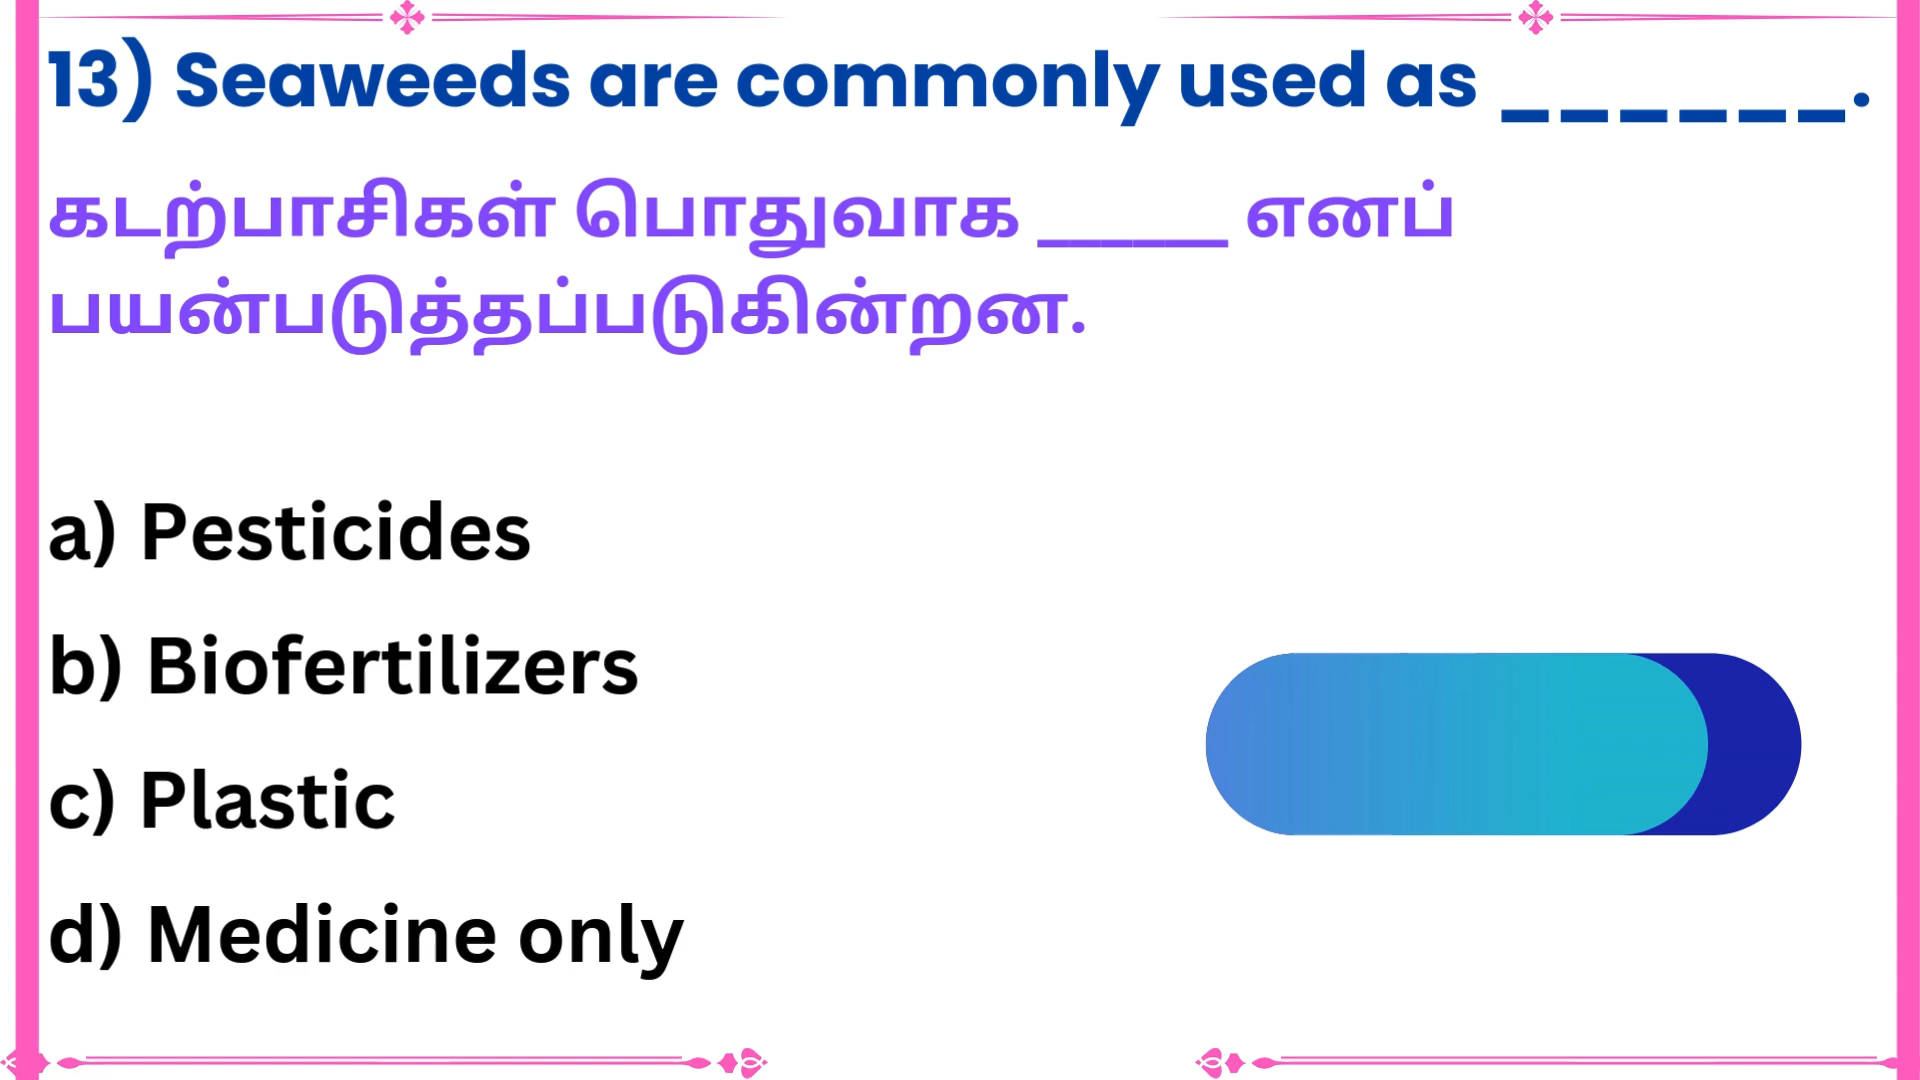 13) Seaweeds are commonly used as ______.
கடற்பாசிகள் பொதுவாக _____ எனப்
பயன்படுத்தப்படுகின்றன.
a) Pesticides
b) Biofertilizers
c) Plastic
d) Medicine only